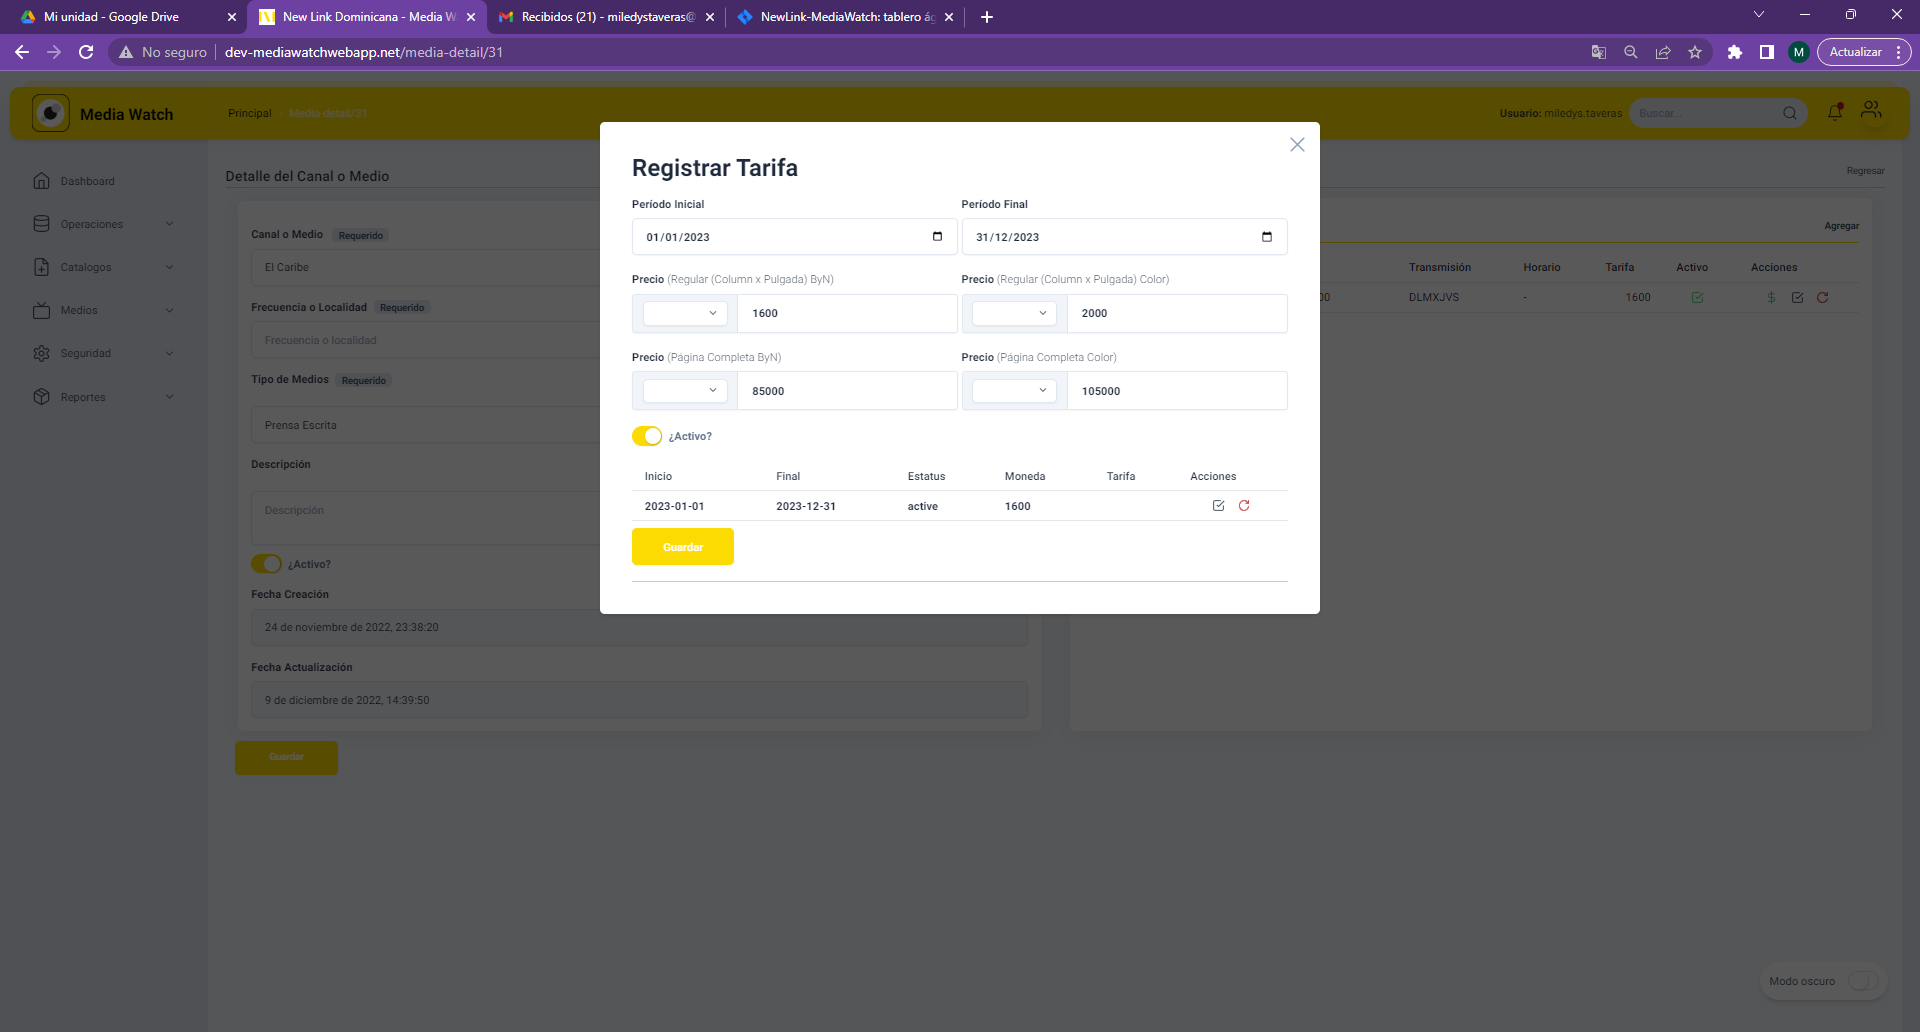 Mi unidad - Google Drive
New Link Dominicana - Media W
Recibidos (21) - miledystaveras@
NewLink-MediaWatch: tablero ág
No seguro
dev-mediawatchwebapp.net/media-detail/31
M
Actualizar
Media Watch
Principal
Media-detail/31
Usuario: miledys.taveras
Buscar...
Dashboard
Operaciones
Catalogos
Medios
Seguridad
Reportes
Detalle del Canal o Medio
Regresar
Canal o Medio Requerido
El Caribe
Frecuencia o Localidad Requerido
Frecuencia o localidad
Tipo de Medios Requerido
Prensa Escrita
Descripción
Descripción
¿Activo?
Fecha Creación
24 de noviembre de 2022, 23:38:20
Fecha Actualización
9 de diciembre de 2022, 14:39:50
Guardar
Registrar Tarifa
Período Inicial Período Final
01/01/2023 31/12/2023
Precio (Regular (Column x Pulgada) ByN) Precio (Regular (Column x Pulgada) Color)
1600 2000
Precio (Página Completa ByN) Precio (Página Completa Color)
85000 105000
¿Activo?
Inicio Final Estatus Moneda Tarifa Acciones
2023-01-01 2023-12-31 active 1600
Guardar
Agregar
Transmisión Horario Tarifa Activo Acciones
00 DLMXJVS - 1600 $
Modo oscuro